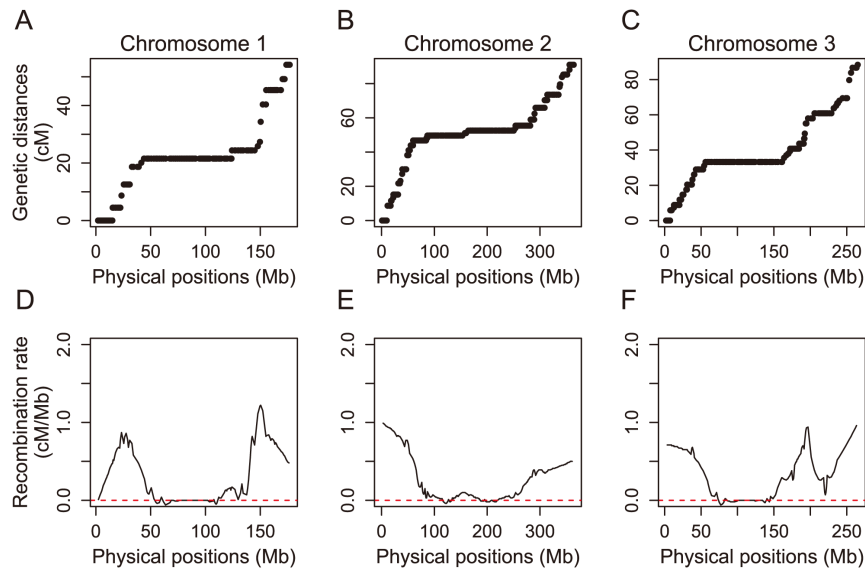 A B C
Chromosome 1 Chromosome 2 Chromosome 3
Genetic distances
(cM)
0 20 40
0 20 60
0 20 40 60 80
0 50 100 150
0 100 200 300
0 50 150 250
Physical positions (Mb) Physical positions (Mb) Physical positions (Mb)
D E F
Recombination rate
(cM/Mb)
0.0 1.0 2.0
0.0 1.0 2.0
0.0 1.0 2.0
0 50 100 150
0 100 200 300
0 50 150 250
Physical positions (Mb) Physical positions (Mb) Physical positions (Mb)